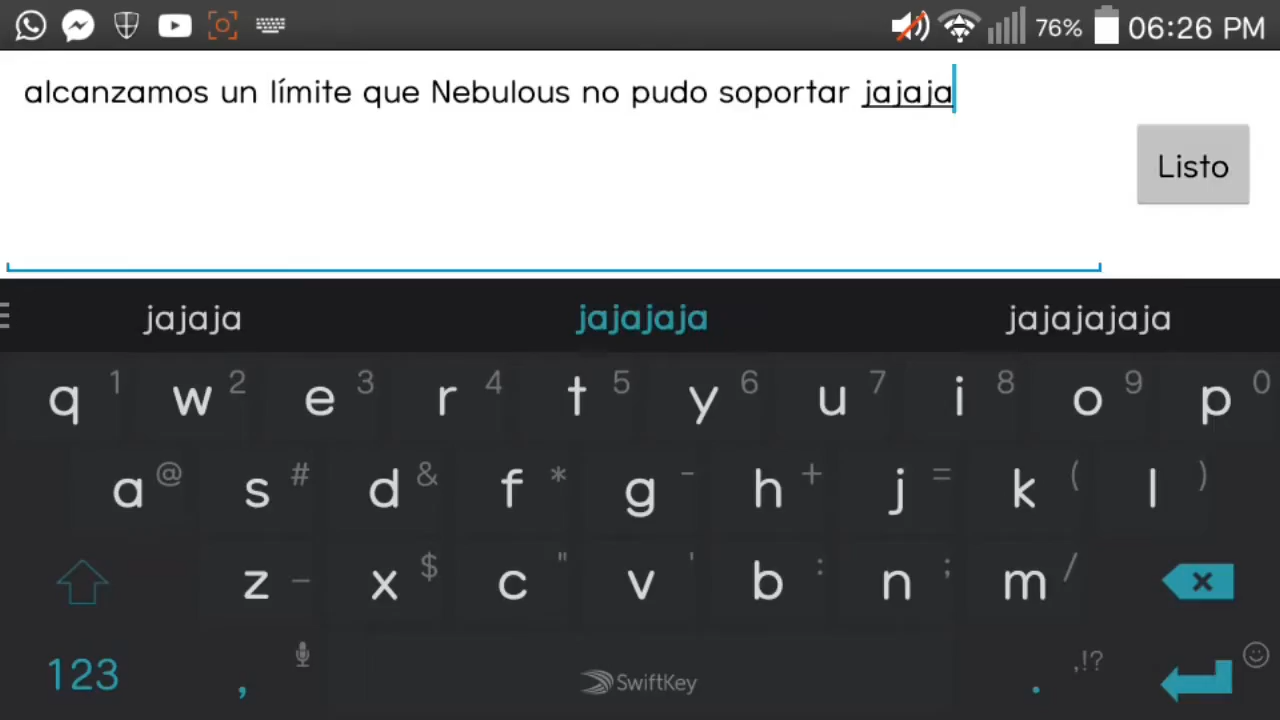 76% 06:26 PM
alcanzamos un límite que Nebulous no pudo soportar jajaja
Listo
jajaja jajajaja jajajajaja
q 1 w 2 e 3 r 4 t 5 y 6 u 7 i 8 o 9 p 0
a @ s # d & f * g - h + j = k ( l )
z _ x $ c " v ' b : n ; m /
123 , SwiftKey . ,!?